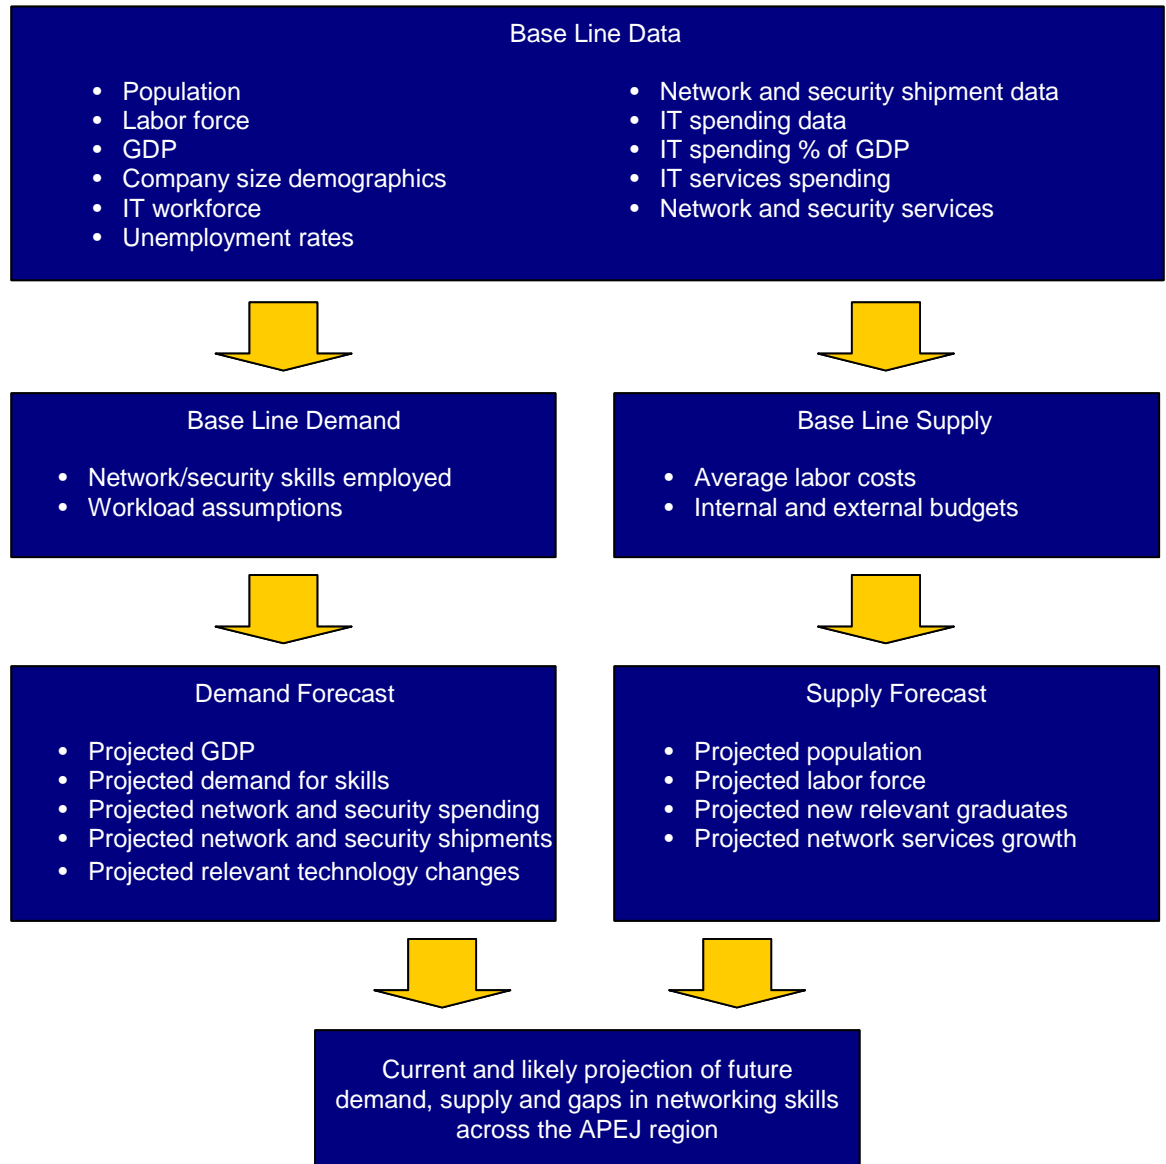 Base Line Data
• Population
• Labor force
• GDP
• Company size demographics
• IT workforce
• Unemployment rates
• Network and security shipment data
• IT spending data
• IT spending % of GDP
• IT services spending
• Network and security services
Base Line Demand
• Network/security skills employed
• Workload assumptions
Base Line Supply
• Average labor costs
• Internal and external budgets
Demand Forecast
• Projected GDP
• Projected demand for skills
• Projected network and security spending
• Projected network and security shipments
• Projected relevant technology changes
Supply Forecast
• Projected population
• Projected labor force
• Projected new relevant graduates
• Projected network services growth
Current and likely projection of future
demand, supply and gaps in networking skills
across the APEJ region